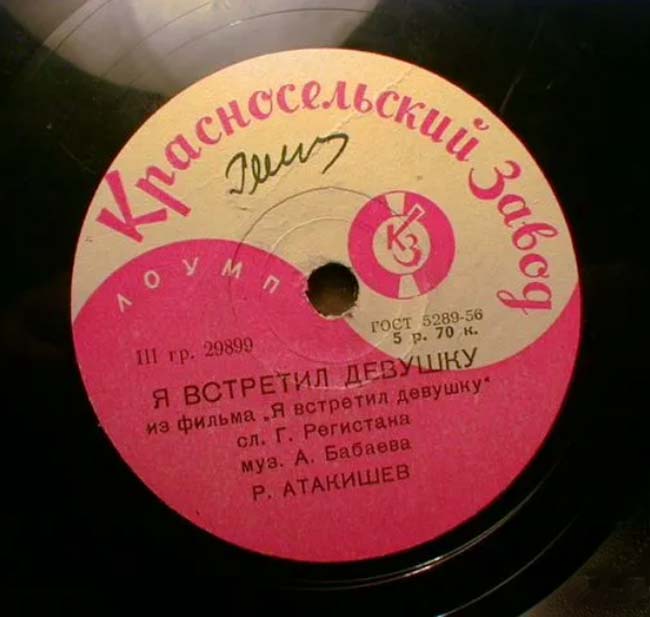 Красносельский Завод
КЗ
ЛОУМП
ГОСТ 5289-56
5 р. 70 к.
III гр. 29899
Я ВСТРЕТИЛ ДЕВУШКУ
из фильма „Я встретил девушку"
сл. Г. Регистана
муз. А. Бабаева
Р. АТАКИШЕВ